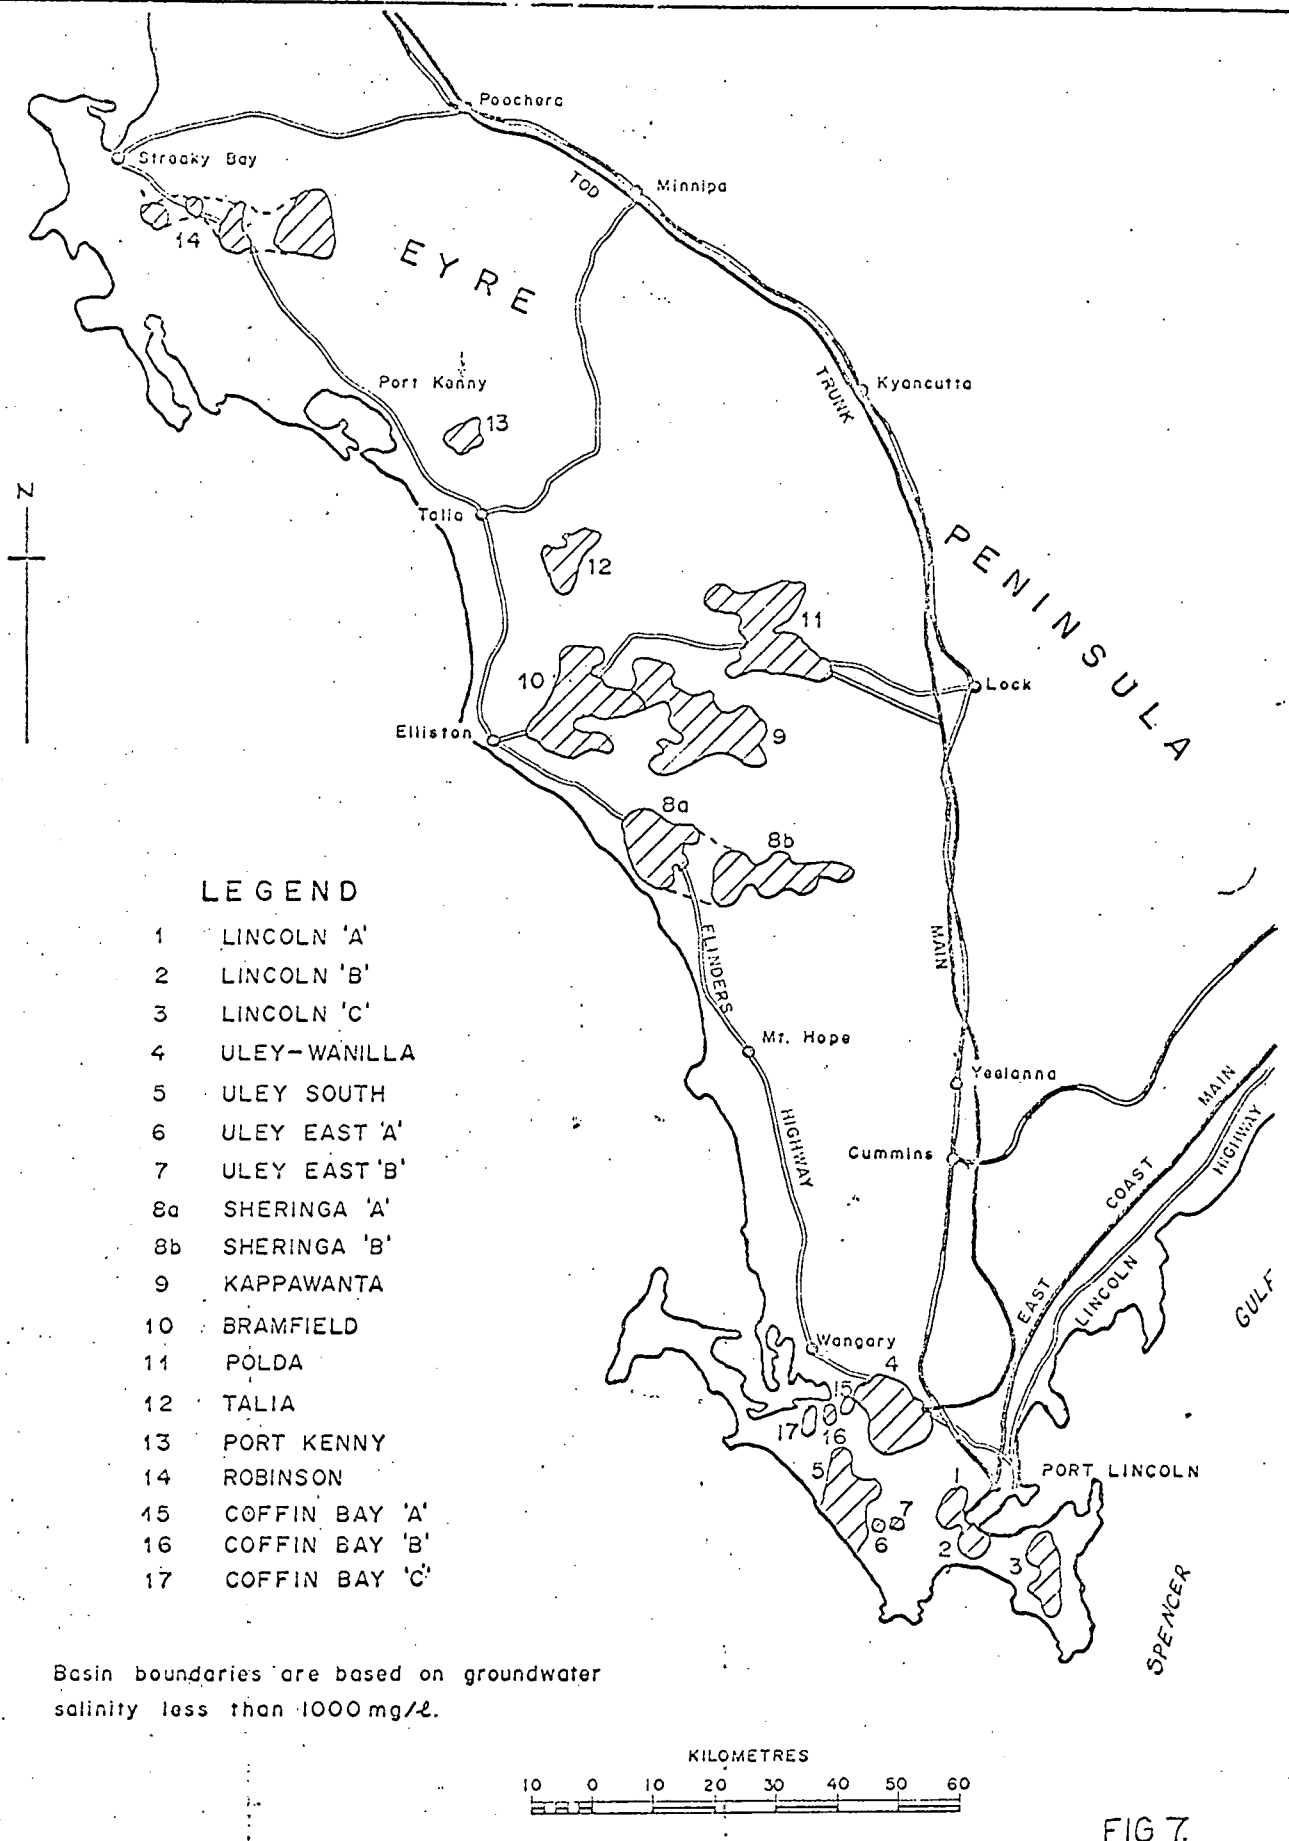 Poochera
Streaky Bay
TOD
Minnipa
14
EYRE
Port Kenny
TRUNK
Kyancutta
13
N
Talia
PENINSULA
12
11
10
Lock
Elliston
9
8a
8b
LEGEND
1 LINCOLN 'A'
2 LINCOLN 'B'
3 LINCOLN 'C'
4 ULEY-WANILLA
5 ULEY SOUTH
6 ULEY EAST 'A'
7 ULEY EAST 'B'
8a SHERINGA 'A'
8b SHERINGA 'B'
9 KAPPAWANTA
10 BRAMFIELD
11 POLDA
12 TALIA
13 PORT KENNY
14 ROBINSON
15 COFFIN BAY 'A'
16 COFFIN BAY 'B'
17 COFFIN BAY 'C'
FLINDERS
MAIN
Mt. Hope
Yeelanna
HIGHWAY
Cummins
EAST COAST MAIN
LINCOLN HIGHWAY
GULF
Wangary
4
15
17
16
5
1
PORT LINCOLN
7
6
2
3
SPENCER
Basin boundaries are based on groundwater
salinity less than 1000 mg/ℓ.
KILOMETRES
10 0 10 20 30 40 50 60
FIG 7.